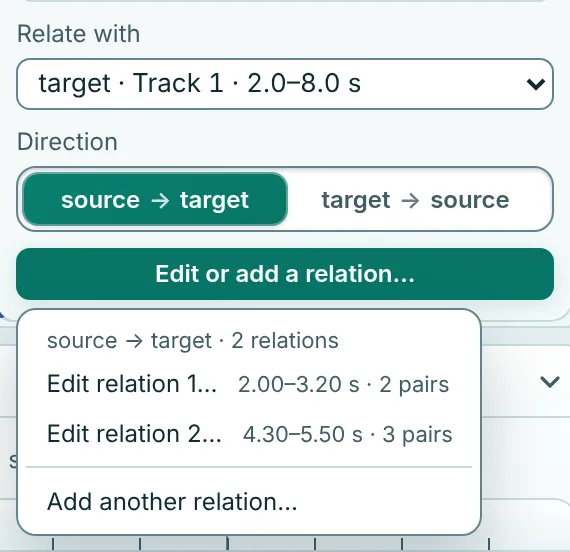 Relate with
target · Track 1 · 2.0–8.0 s
Direction
source → target
target → source
Edit or add a relation...
source → target · 2 relations
Edit relation 1... 2.00–3.20 s · 2 pairs
Edit relation 2... 4.30–5.50 s · 3 pairs
Add another relation...